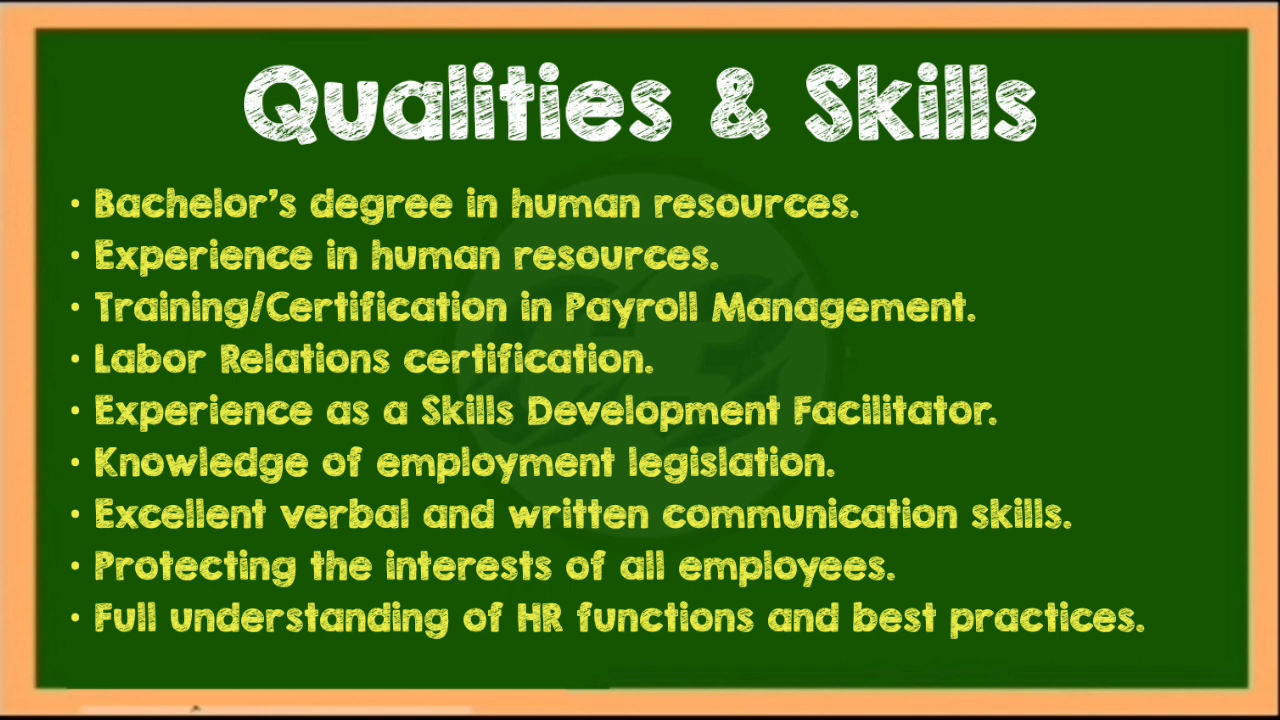 Qualities & Skills
• Bachelor's degree in human resources.
• Experience in human resources.
• Training/Certification in Payroll Management.
• Labor Relations certification.
• Experience as a Skills Development Facilitator.
• Knowledge of employment legislation.
• Excellent verbal and written communication skills.
• Protecting the interests of all employees.
• Full understanding of HR functions and best practices.